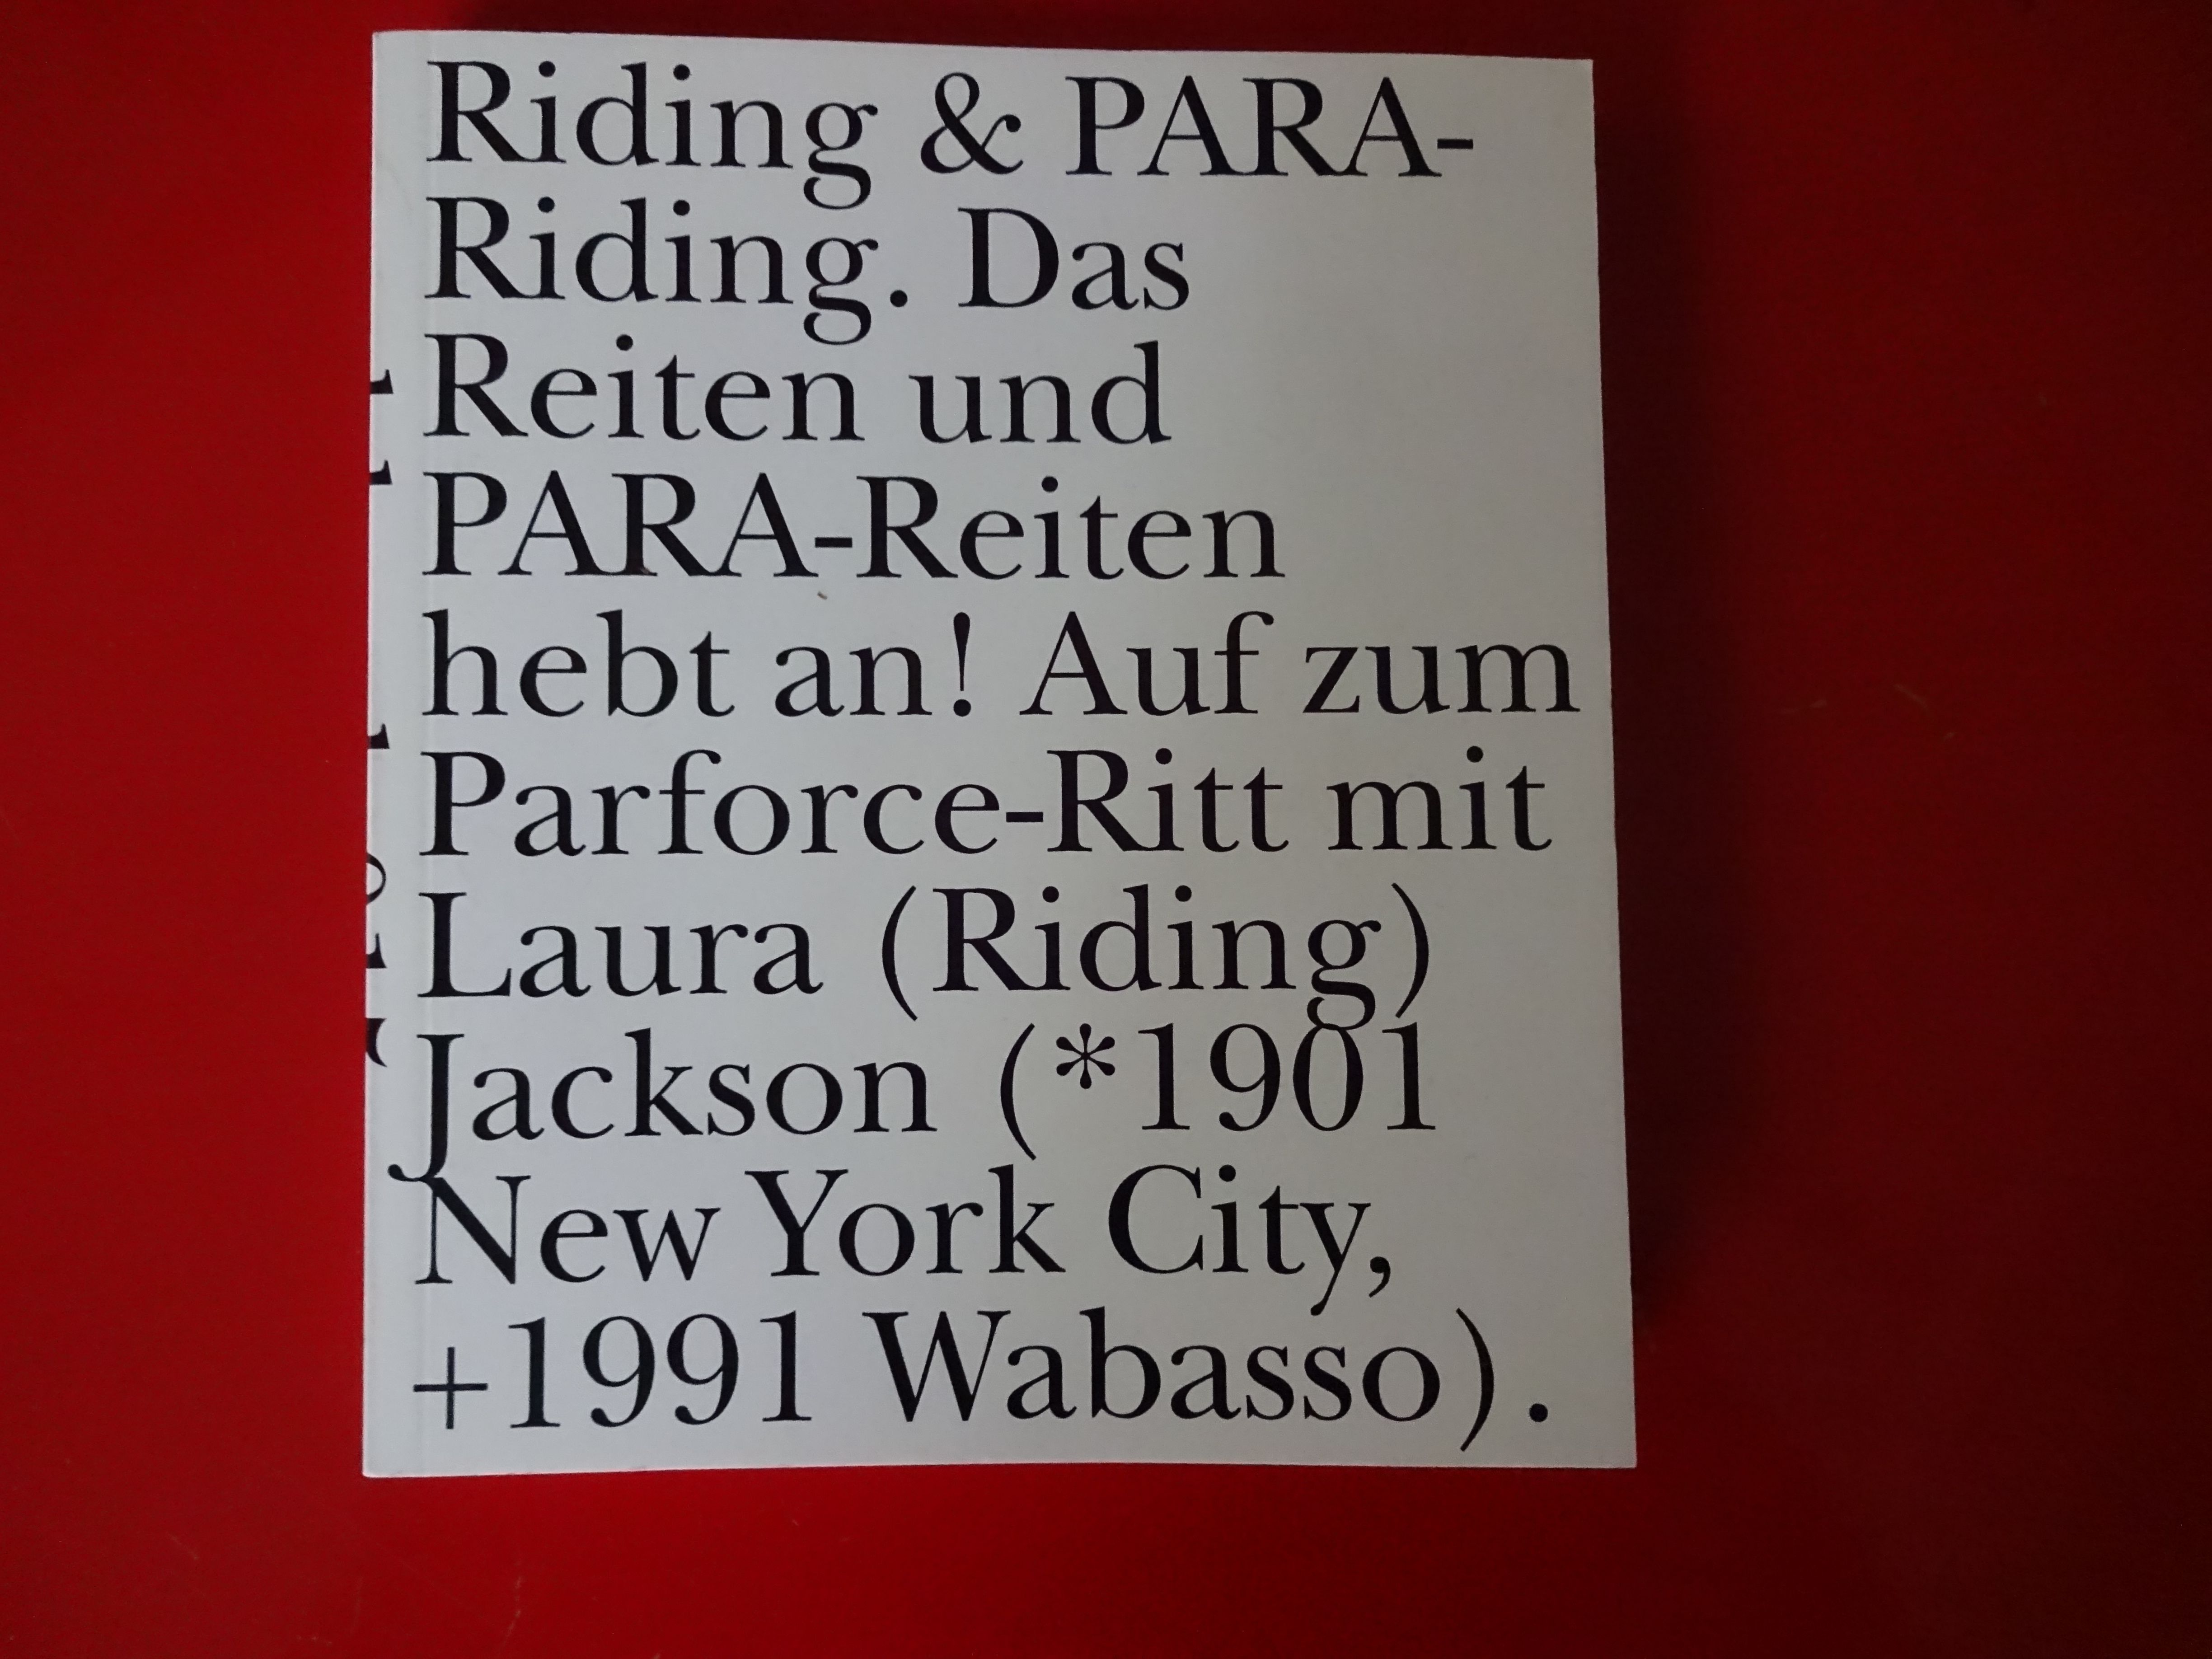 Riding & PARA-
Riding. Das
Reiten und
PARA-Reiten
hebt an! Auf zum
Parforce-Ritt mit
Laura (Riding)
Jackson (*1901
New York City,
+1991 Wabasso).